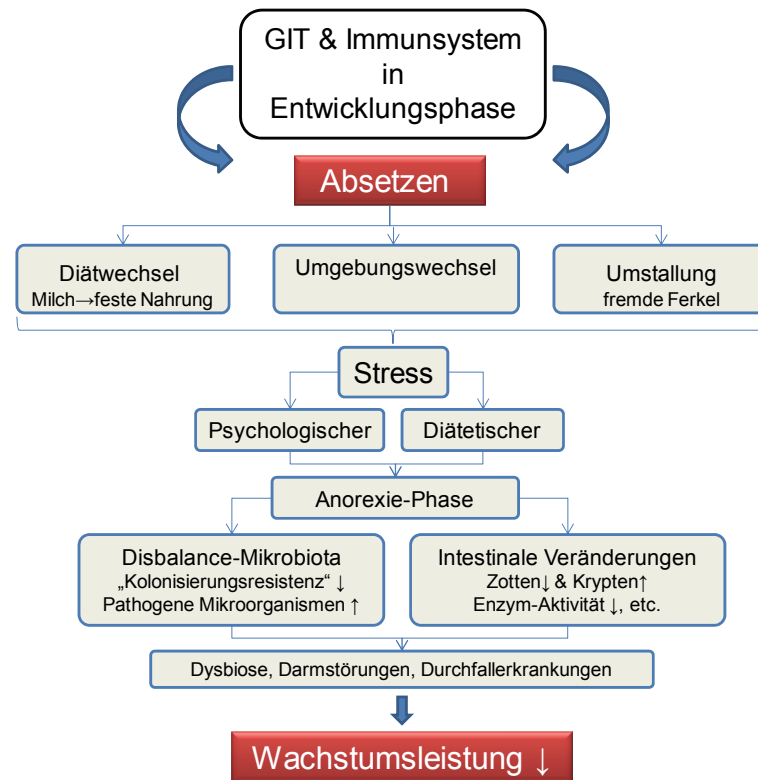 GIT & Immunsystem
in
Entwicklungsphase
Absetzen
Diätwechsel
Milch→feste Nahrung
Umgebungswechsel
Umstallung
fremde Ferkel
Stress
Psychologischer
Diätetischer
Anorexie-Phase
Disbalance-Mikrobiota
„Kolonisierungsresistenz“ ↓
Pathogene Mikroorganismen ↑
Intestinale Veränderungen
Zotten↓ & Krypten↑
Enzym-Aktivität ↓, etc.
Dysbiose, Darmstörungen, Durchfallerkrankungen
Wachstumsleistung ↓